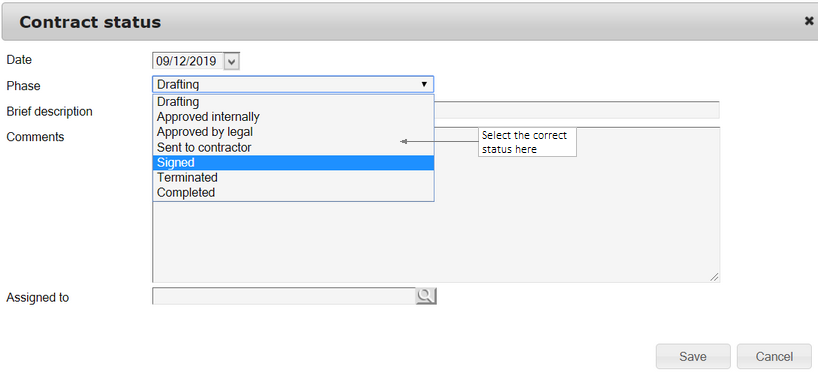 Contract status
Date
09/12/2019
Phase
Drafting
Drafting
Approved internally
Approved by legal
Sent to contractor
Signed
Terminated
Completed
Brief description
Comments
Select the correct
status here
Assigned to
Save
Cancel